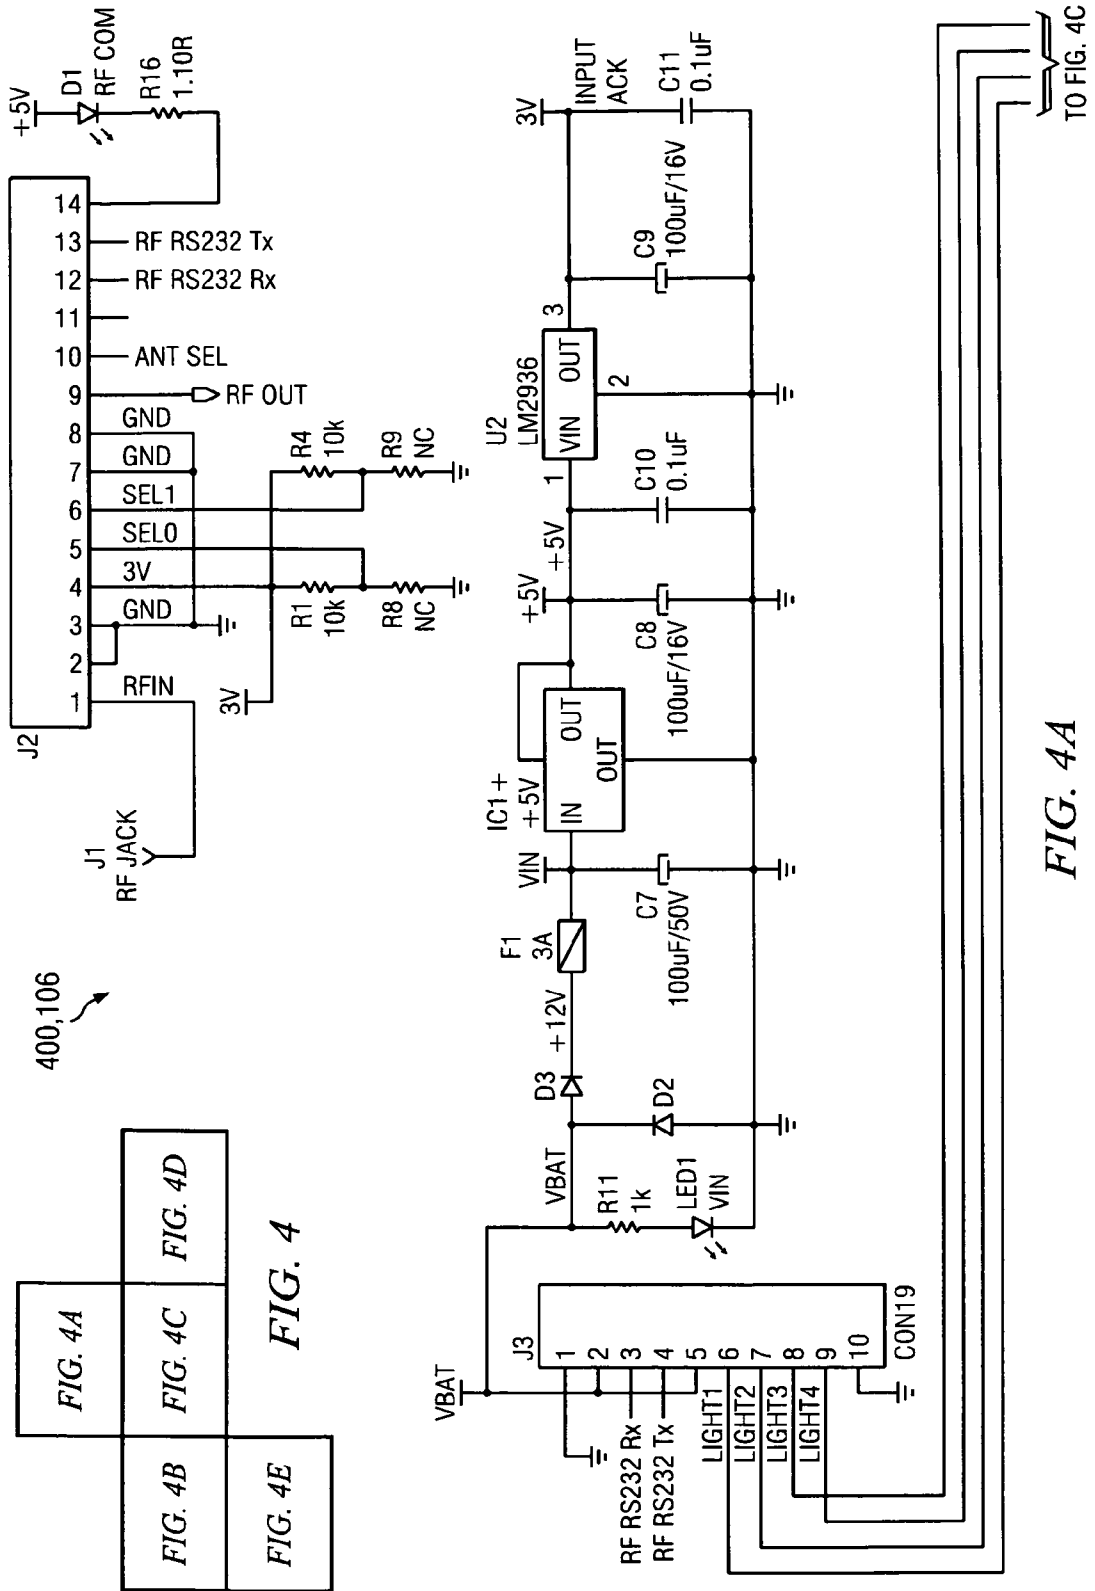 FIG. 4A
FIG. 4B
FIG. 4C
FIG. 4D
FIG. 4E
FIG. 4
400,106
J1
RF JACK
J2
1
2
3
4
5
6
7
8
9
10
11
12
13
14
RFIN
GND
3V
SEL0
SEL1
GND
GND
RF OUT
ANT SEL
RF RS232 Rx
RF RS232 Tx
+5V
D1
RF COM
R16
1.10R
3V
R1
10k
R8
NC
R4
10k
R9
NC
VBAT
J3
1
2
3
4
5
6
7
8
9
10
CON19
RF RS232 Rx
RF RS232 Tx
LIGHT1
LIGHT2
LIGHT3
LIGHT4
VBAT
R11
1k
LED1
VIN
D3
D2
+12V
F1
3A
VIN
C7
100uF/50V
IC1+
+5V
IN
OUT
OUT
+5V
+5V
C8
100uF/16V
C10
0.1uF
U2
LM2936
1
VIN
OUT
3
2
C9
100uF/16V
3V
INPUT
ACK
C11
0.1uF
TO FIG. 4C
FIG. 4A